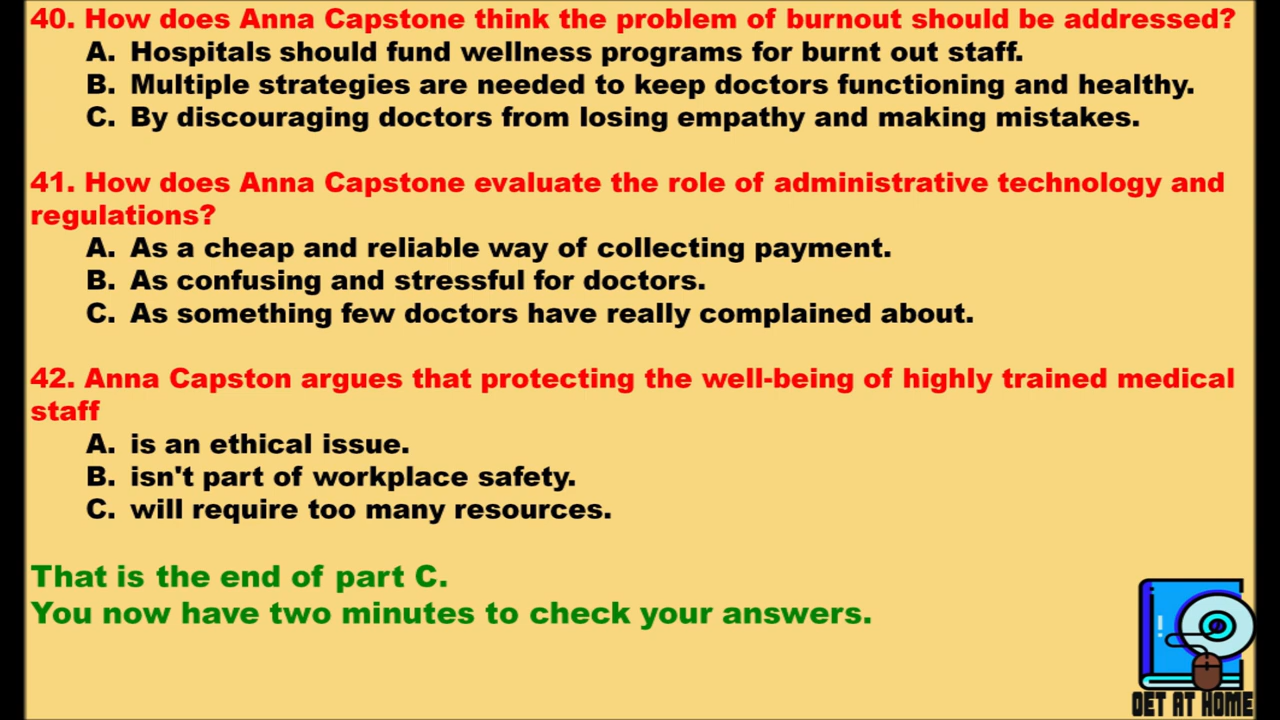 40. How does Anna Capstone think the problem of burnout should be addressed?
A. Hospitals should fund wellness programs for burnt out staff.
B. Multiple strategies are needed to keep doctors functioning and healthy.
C. By discouraging doctors from losing empathy and making mistakes.
41. How does Anna Capstone evaluate the role of administrative technology and
regulations?
A. As a cheap and reliable way of collecting payment.
B. As confusing and stressful for doctors.
C. As something few doctors have really complained about.
42. Anna Capston argues that protecting the well-being of highly trained medical
staff
A. is an ethical issue.
B. isn't part of workplace safety.
C. will require too many resources.
That is the end of part C.
You now have two minutes to check your answers.
OET AT HOME